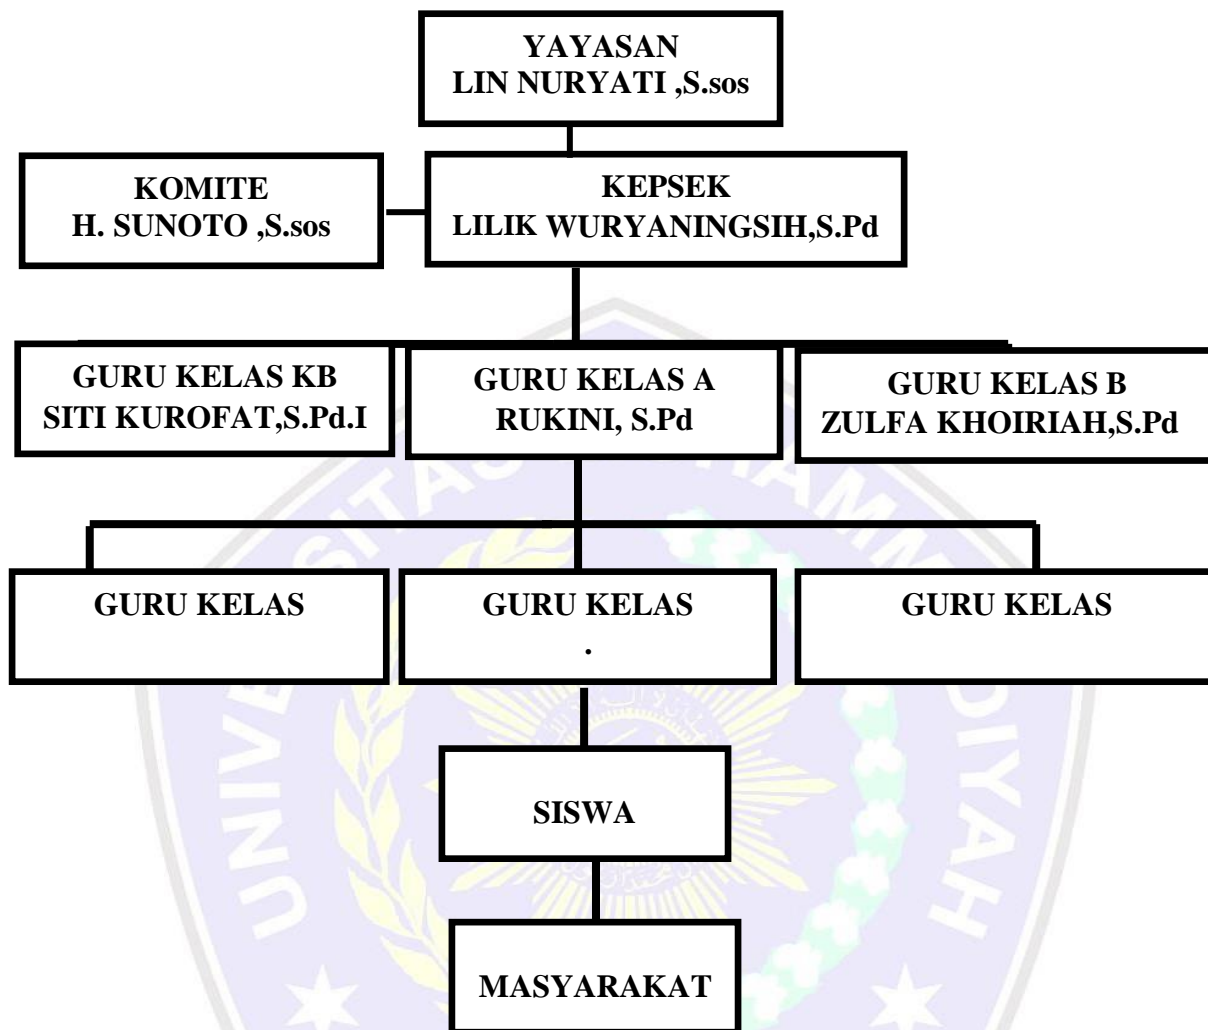 YAYASAN
LIN NURYATI ,S.sos
KOMITE
H. SUNOTO ,S.sos
KEPSEK
LILIK WURYANINGSIH,S.Pd
GURU KELAS KB
SITI KUROFAT,S.Pd.I
GURU KELAS A
RUKINI, S.Pd
GURU KELAS B
ZULFA KHOIRIAH,S.Pd
GURU KELAS
GURU KELAS
.
GURU KELAS
SISWA
MASYARAKAT